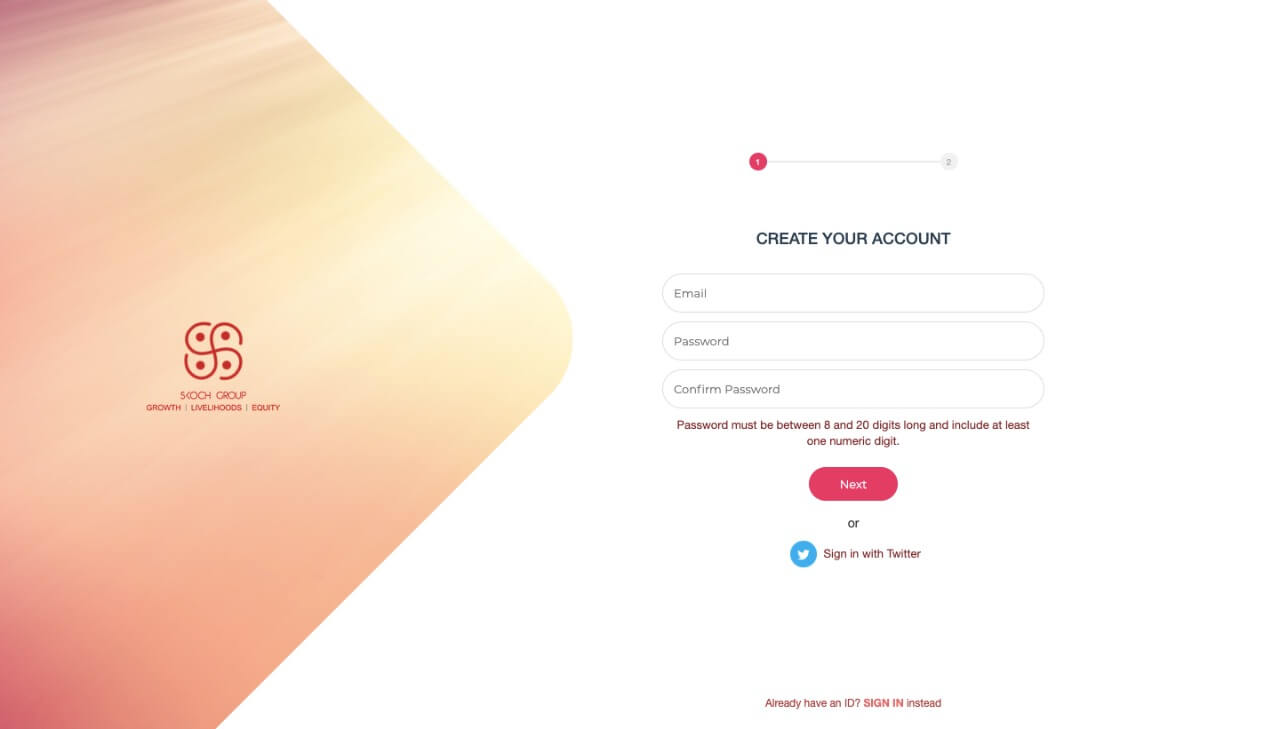 1
2
CREATE YOUR ACCOUNT
Email
Password
Confirm Password
Password must be between 8 and 20 digits long and include at least
one numeric digit.
Next
or
Sign in with Twitter
Already have an ID? SIGN IN instead
SKOCH GROUP
GROWTH | LIVELIHOODS | EQUITY